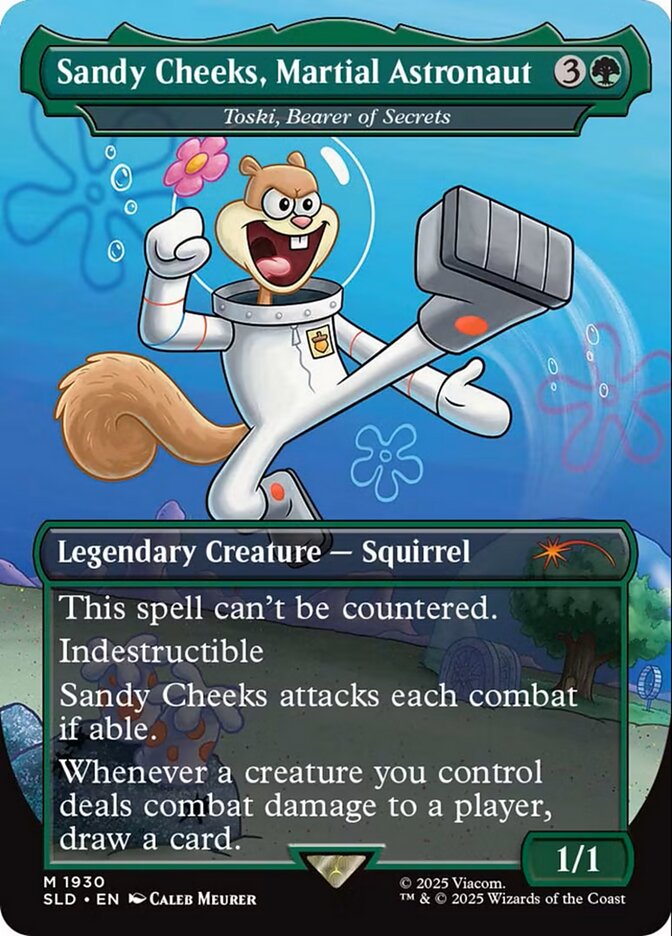 Sandy Cheeks, Martial Astronaut 3
Toski, Bearer of Secrets
Legendary Creature — Squirrel
This spell can't be countered.
Indestructible
Sandy Cheeks attacks each combat
if able.
Whenever a creature you control
deals combat damage to a player,
draw a card.
1/1
M 1930
SLD • EN CALEB MEURER
© 2025 Viacom.
™ & © 2025 Wizards of the Coast